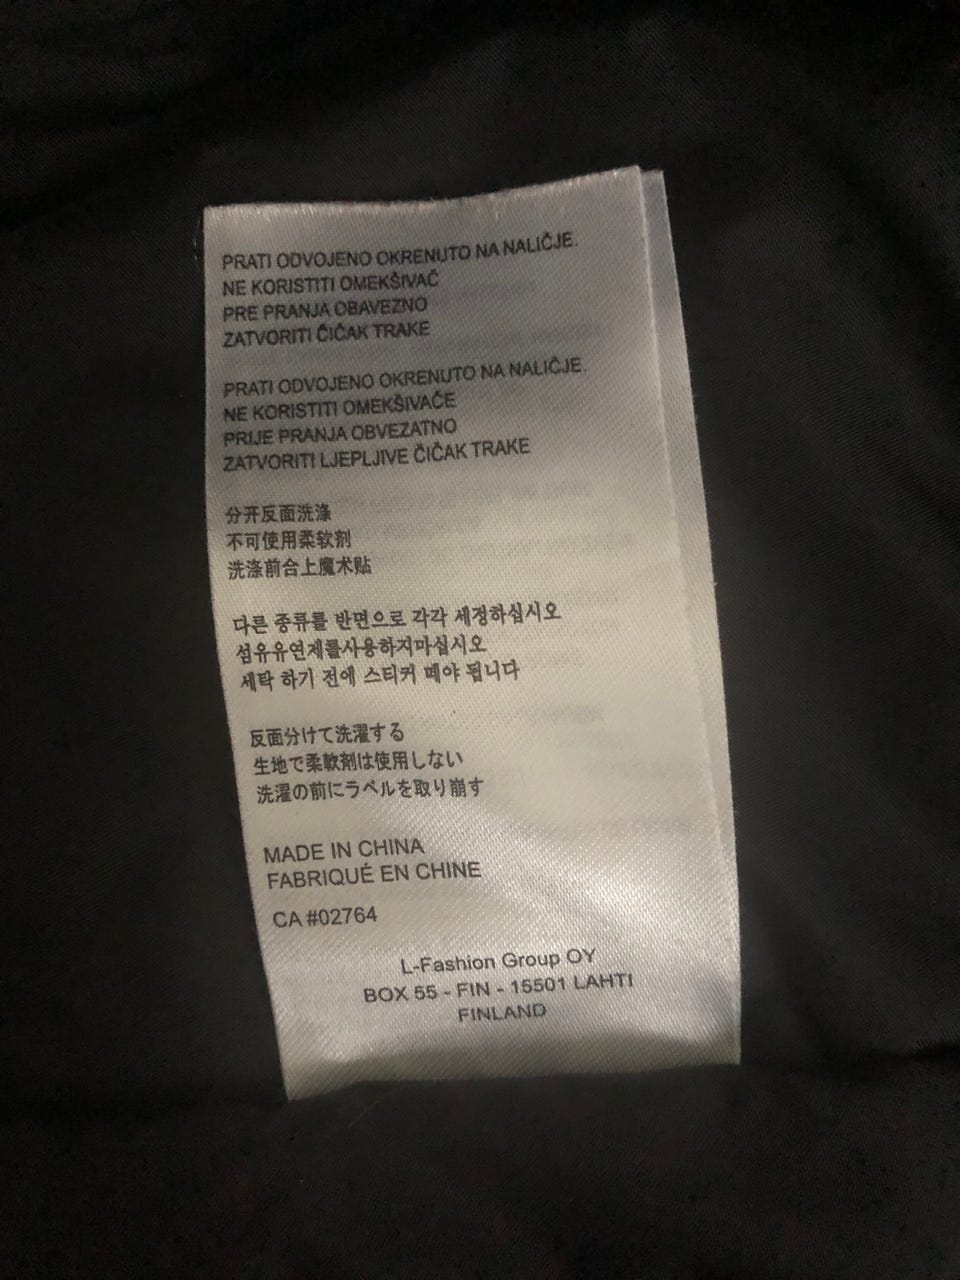 PRATI ODVOJENO OKRENUTO NA NALIČJE.
NE KORISTITI OMEKŠIVAČ
PRE PRANJA OBAVEZNO
ZATVORITI ČIČAK TRAKE
PRATI ODVOJENO OKRENUTO NA NALIČJE.
NE KORISTITI OMEKŠIVAČE
PRIJE PRANJA OBVEZATNO
ZATVORITI LJEPLJIVE ČIČAK TRAKE
分开反面洗涤
不可使用柔软剂
洗涤前合上魔术贴
다른 종류를 반면으로 각각 세정하십시오
섬유유연제를사용하지마십시오
세탁 하기 전에 스티커 떼야 됩니다
反面分けて洗濯する
生地で柔軟剤は使用しない
洗濯の前にラベルを取り崩す
MADE IN CHINA
FABRIQUÉ EN CHINE
CA #02764
L-Fashion Group OY
BOX 55 - FIN - 15501 LAHTI
FINLAND